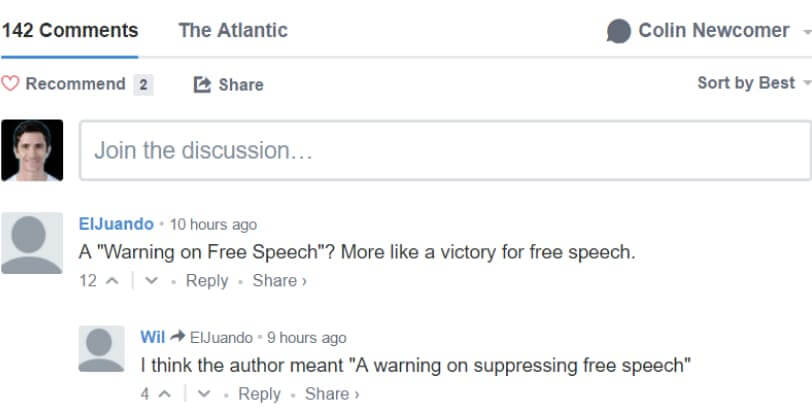 142 Comments The Atlantic Colin Newcomer
Recommend 2 Share Sort by Best
Join the discussion…
ElJuando • 10 hours ago
A "Warning on Free Speech"? More like a victory for free speech.
12 • Reply • Share ›
Wil ElJuando • 9 hours ago
I think the author meant "A warning on suppressing free speech"
4 • Reply • Share ›